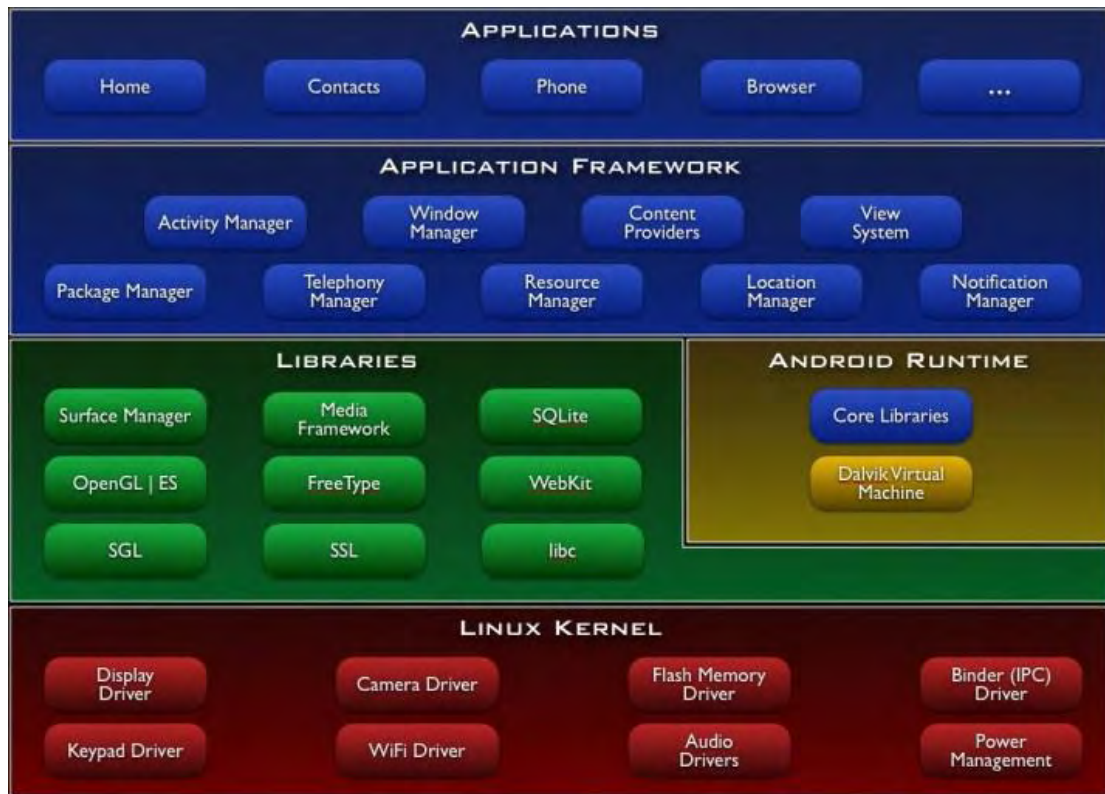 APPLICATIONS
Home
Contacts
Phone
Browser
...
APPLICATION FRAMEWORK
Activity Manager
Window
Manager
Content
Providers
View
System
Package Manager
Telephony
Manager
Resource
Manager
Location
Manager
Notification
Manager
LIBRARIES
Surface Manager
Media
Framework
SQLite
OpenGL | ES
FreeType
WebKit
SGL
SSL
libc
ANDROID RUNTIME
Core Libraries
Dalvik Virtual
Machine
LINUX KERNEL
Display
Driver
Camera Driver
Flash Memory
Driver
Binder (IPC)
Driver
Keypad Driver
WiFi Driver
Audio
Drivers
Power
Management